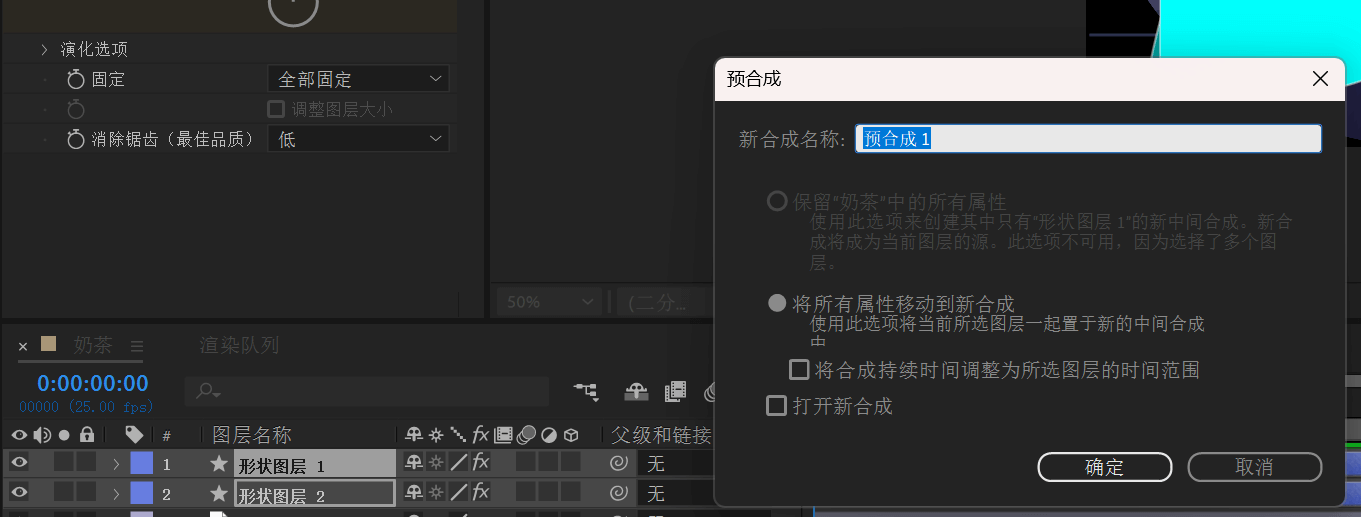 演化选项
固定
全部固定
调整图层大小
消除锯齿（最佳品质）
低
50%
(二分...
预合成
新合成名称:
预合成 1
保留"奶茶"中的所有属性
使用此选项来创建其中只有"形状图层 1"的新中间合成。新合
成将成为当前图层的源。此选项不可用，因为选择了多个图
层。
将所有属性移动到新合成
使用此选项将当前所选图层一起置于新的中间合成
中
将合成持续时间调整为所选图层的时间范围
打开新合成
确定
取消
奶茶
渲染队列
0:00:00:00
00000 (25.00 fps)
#
图层名称
fx
父级和链接
1
形状图层 1
fx
无
2
形状图层 2
fx
无